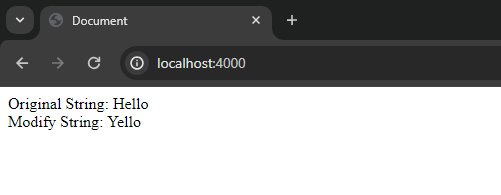 Document
localhost:4000
Original String: Hello
Modify String: Yello